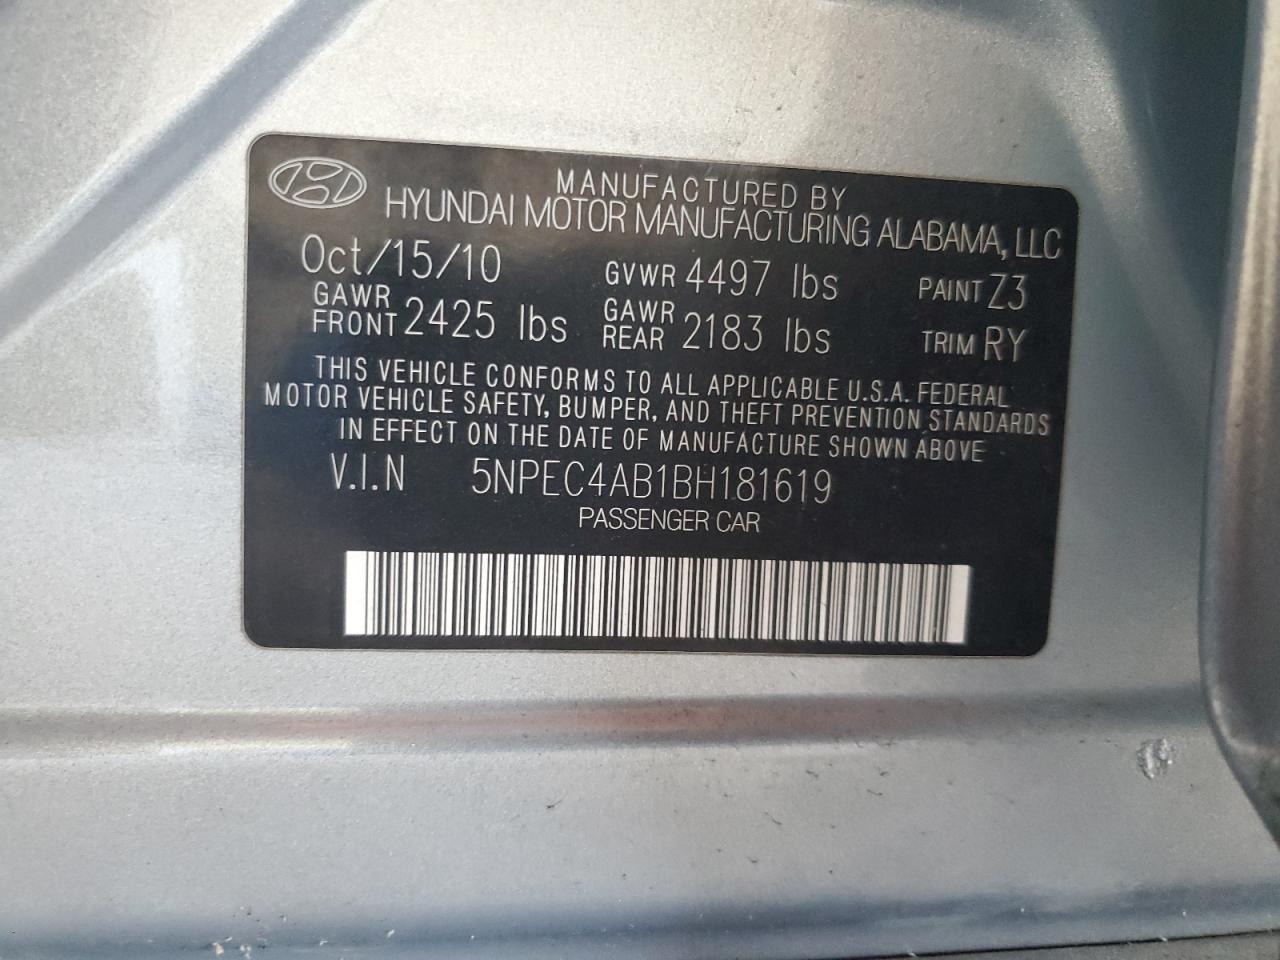 MANUFACTURED BY
HYUNDAI MOTOR MANUFACTURING ALABAMA, LLC
Oct/15/10 GVWR 4497 lbs PAINT Z3
GAWR FRONT 2425 lbs GAWR REAR 2183 lbs TRIM RY
THIS VEHICLE CONFORMS TO ALL APPLICABLE U.S.A. FEDERAL
MOTOR VEHICLE SAFETY, BUMPER, AND THEFT PREVENTION STANDARDS
IN EFFECT ON THE DATE OF MANUFACTURE SHOWN ABOVE
V.I.N 5NPEC4AB1BH181619
PASSENGER CAR